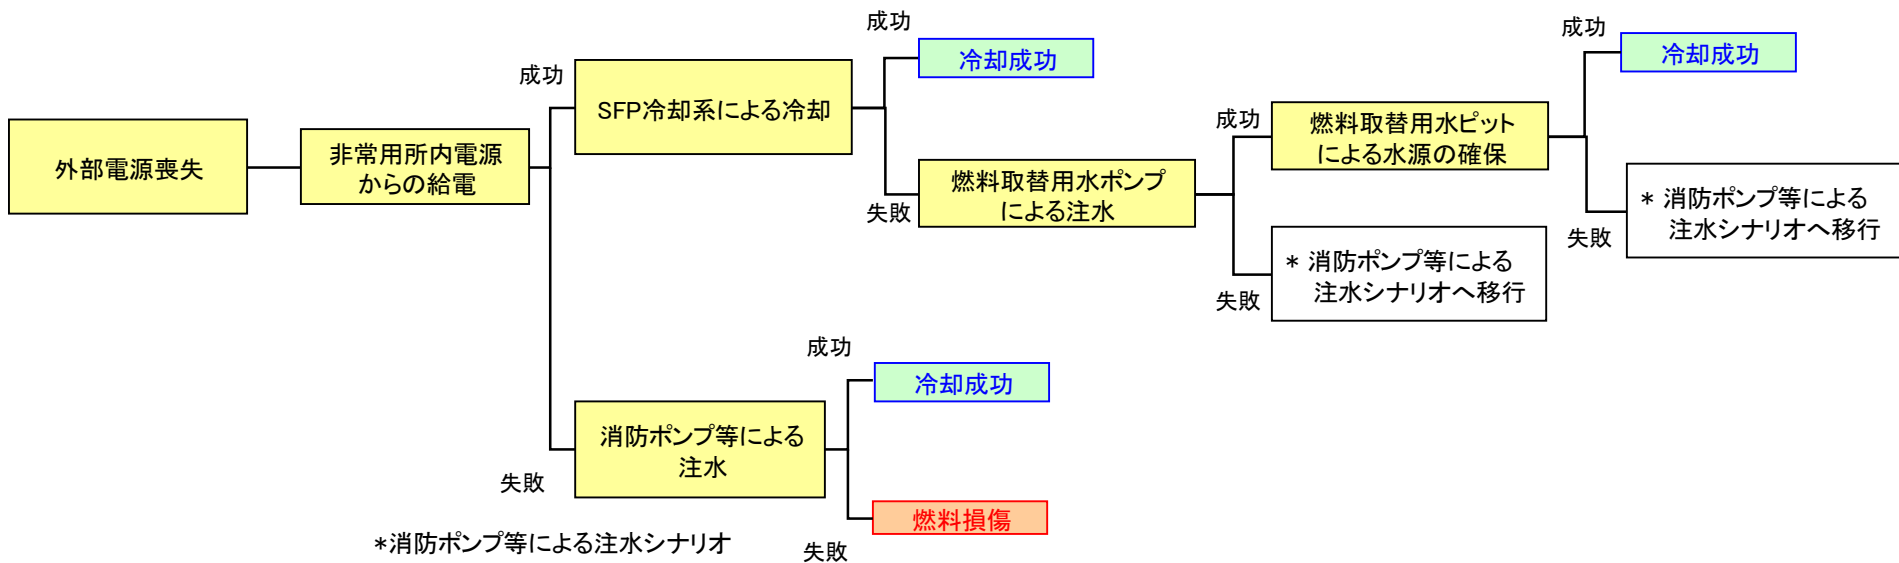 外部電源喪失
非常用所内電源
からの給電
成功
SFP冷却系による冷却
成功
冷却成功
失敗
燃料取替用水ポンプ
による注水
成功
燃料取替用水ピット
による水源の確保
成功
冷却成功
失敗
* 消防ポンプ等による
注水シナリオへ移行
失敗
* 消防ポンプ等による
注水シナリオへ移行
失敗
消防ポンプ等による
注水
成功
冷却成功
失敗
燃料損傷
*消防ポンプ等による注水シナリオ